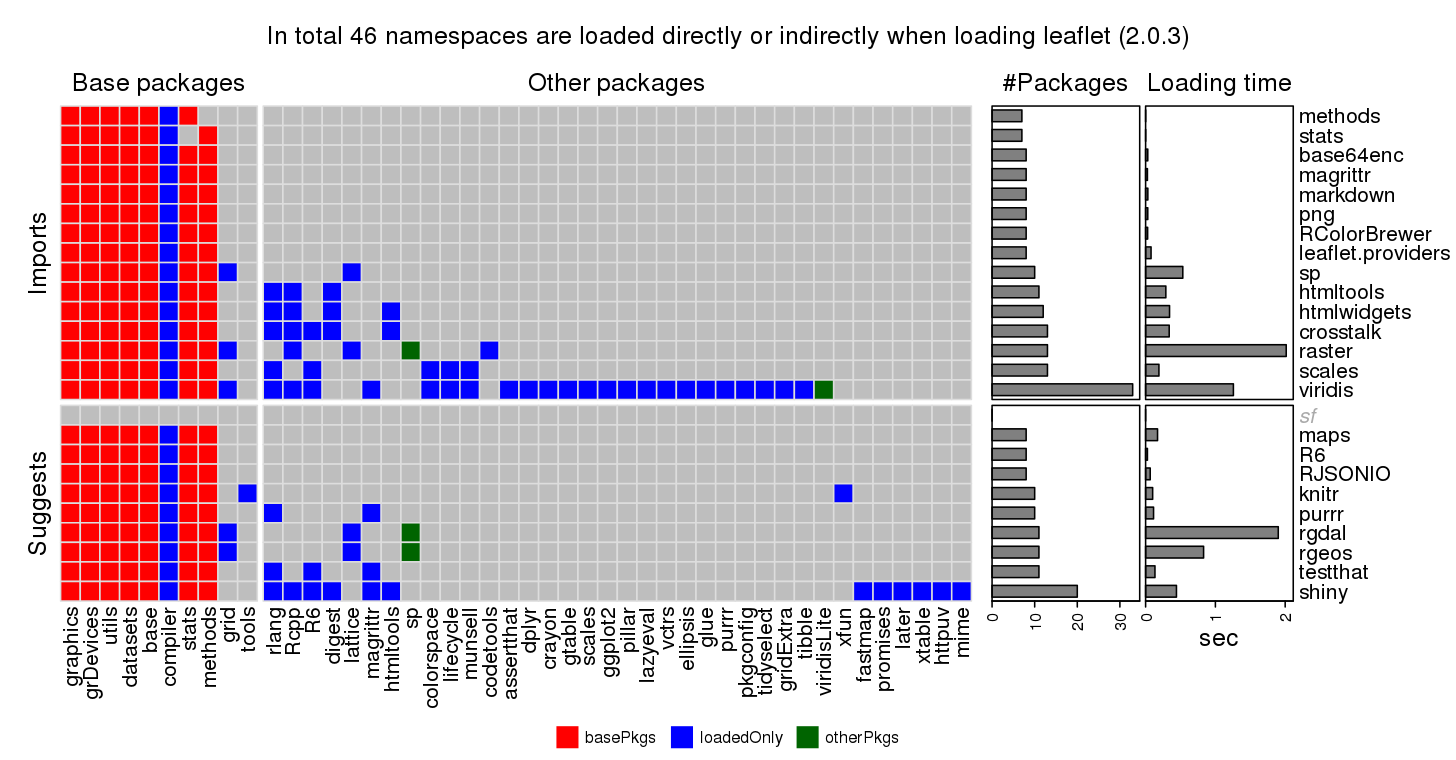 In total 46 namespaces are loaded directly or indirectly when loading leaflet (2.0.3)
Base packages
Other packages
#Packages
Loading time
Imports
methods
stats
base64enc
magrittr
markdown
png
RColorBrewer
leaflet.providers
sp
htmltools
htmlwidgets
crosstalk
raster
scales
viridis
Suggests
sf
maps
R6
RJSONIO
knitr
purrr
rgdal
rgeos
testthat
shiny
graphics
grDevices
utils
datasets
base
compiler
stats
methods
grid
tools
rlang
Rcpp
R6
digest
lattice
magrittr
htmltools
sp
colorspace
lifecycle
munsell
codetools
assertthat
dplyr
crayon
gtable
scales
ggplot2
pillar
lazyeval
vctrs
ellipsis
glue
purrr
pkgconfig
tidyselect
gridExtra
tibble
viridisLite
xfun
fastmap
promises
later
xtable
httpuv
mime
0 10 20 30
0 1 2
sec
basePkgs loadedOnly otherPkgs